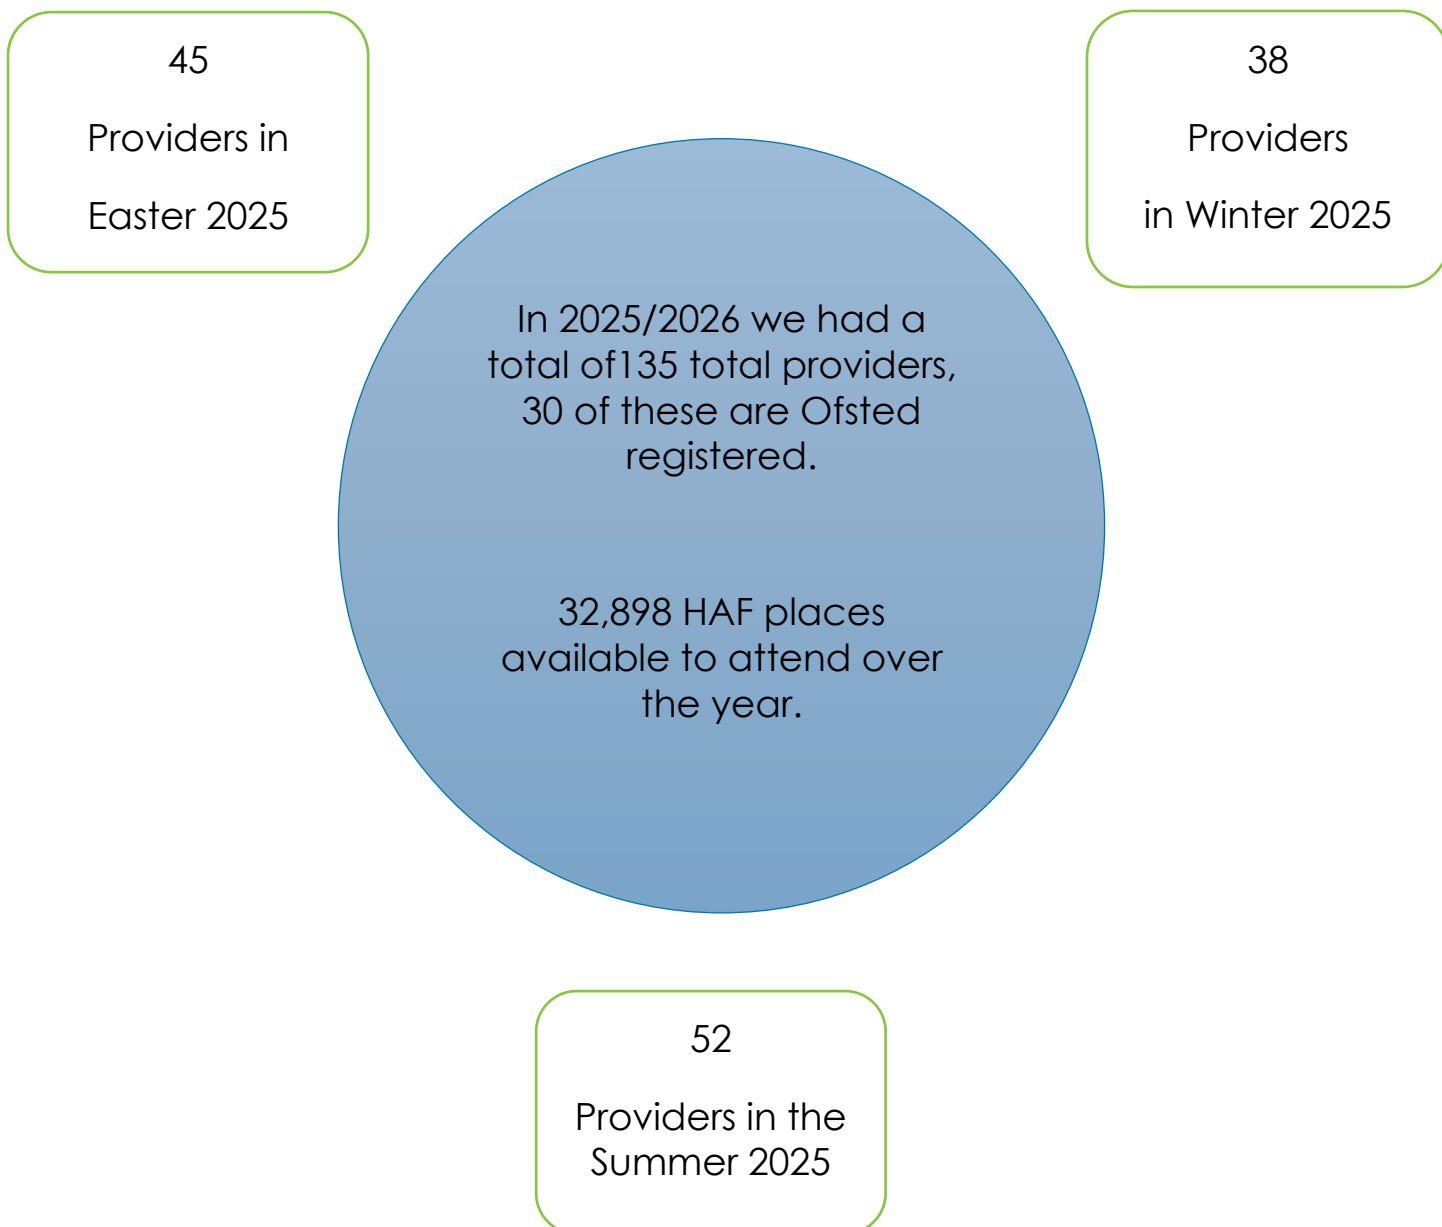 45
Providers in
Easter 2025
38
Providers
in Winter 2025
In 2025/2026 we had a
total of135 total providers,
30 of these are Ofsted
registered.
32,898 HAF places
available to attend over
the year.
52
Providers in the
Summer 2025